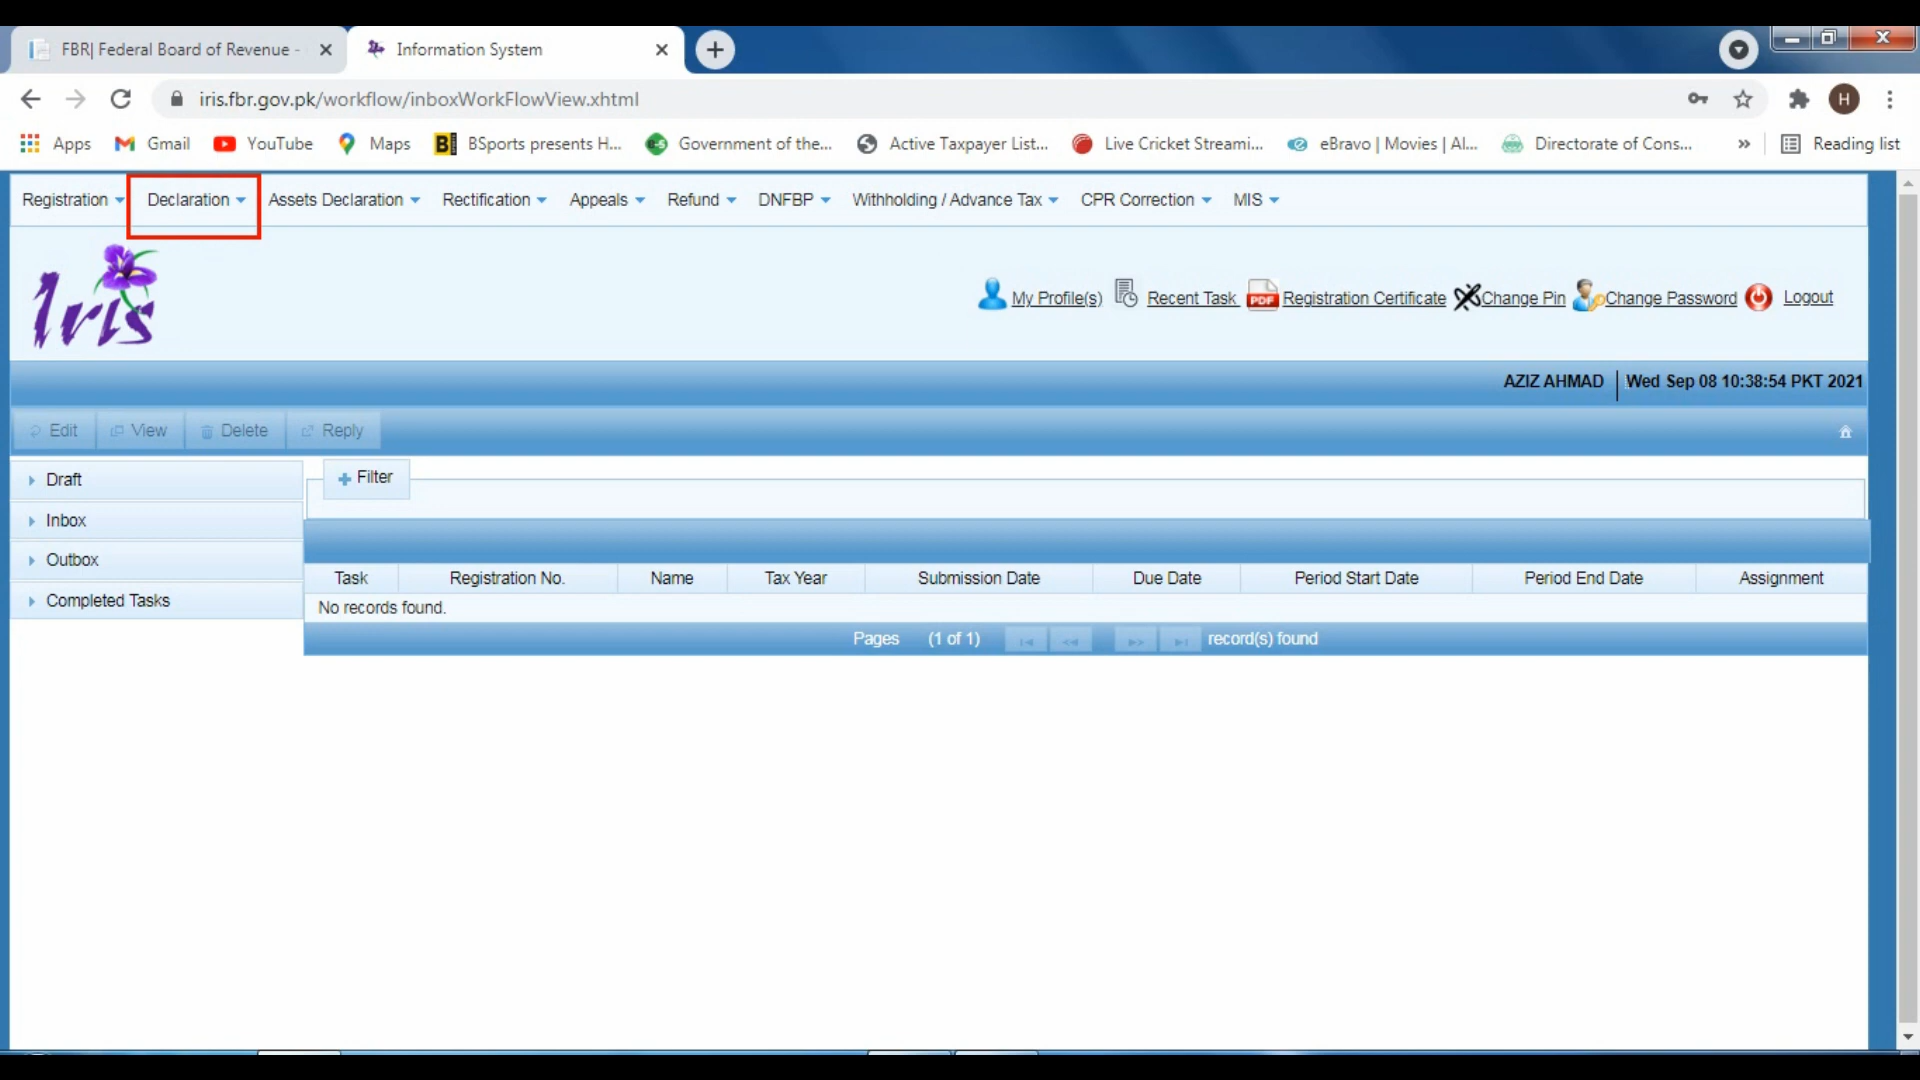 FBR| Federal Board of Revenue -
Information System
iris.fbr.gov.pk/workflow/inboxWorkFlowView.xhtml
H
Apps Gmail YouTube Maps BSports presents H... Government of the... Active Taxpayer List... Live Cricket Streami... eBravo | Movies | Al... Directorate of Cons... » Reading list
Registration Declaration Assets Declaration Rectification Appeals Refund DNFBP Withholding / Advance Tax CPR Correction MIS
Iris
My Profile(s) Recent Task PDF Registration Certificate Change Pin Change Password Logout
AZIZ AHMAD Wed Sep 08 10:38:54 PKT 2021
Edit View Delete Reply
Draft
Inbox
Outbox
Completed Tasks
Filter
Task Registration No. Name Tax Year Submission Date Due Date Period Start Date Period End Date Assignment
No records found.
Pages (1 of 1) record(s) found